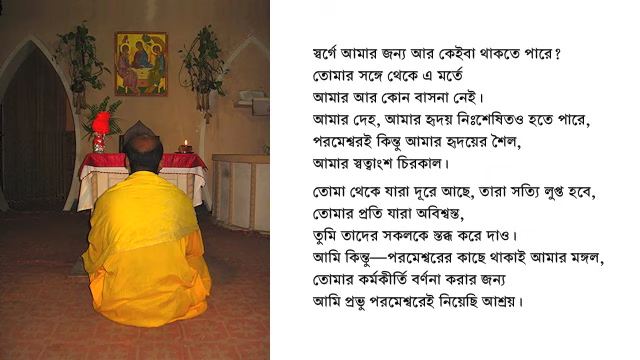 স্বর্গে আমার জন্য আর কেইবা থাকতে পারে?
তোমার সঙ্গে থেকে এ মর্তে
আমার আর কোন বাসনা নেই।
আমার দেহ, আমার হৃদয় নিঃশেষিতও হতে পারে,
পরমেশ্বরই কিন্তু আমার হৃদয়ের শৈল,
আমার স্বত্বাংশ চিরকাল।
তোমা থেকে যারা দূরে আছে, তারা সত্যি লুপ্ত হবে,
তোমার প্রতি যারা অবিশ্বস্ত,
তুমি তাদের সকলকে স্তব্ধ করে দাও।
আমি কিন্তু—পরমেশ্বরের কাছে থাকাই আমার মঙ্গল,
তোমার কর্মকীর্তি বর্ণনা করার জন্য
আমি প্রভু পরমেশ্বরেই নিয়েছি আশ্রয়।